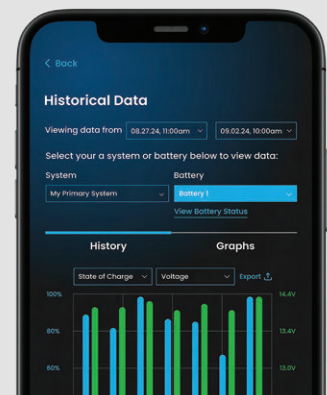 Back
Historical Data
Viewing data from 08.27.24, 11:00am 09.02.24, 10:00am
Select your a system or battery below to view data:
System Battery
My Primary System Battery 1
View Battery Status
History Graphs
State of Charge Voltage Export
100% 14.4V
80% 13.4V
60% 13.0V